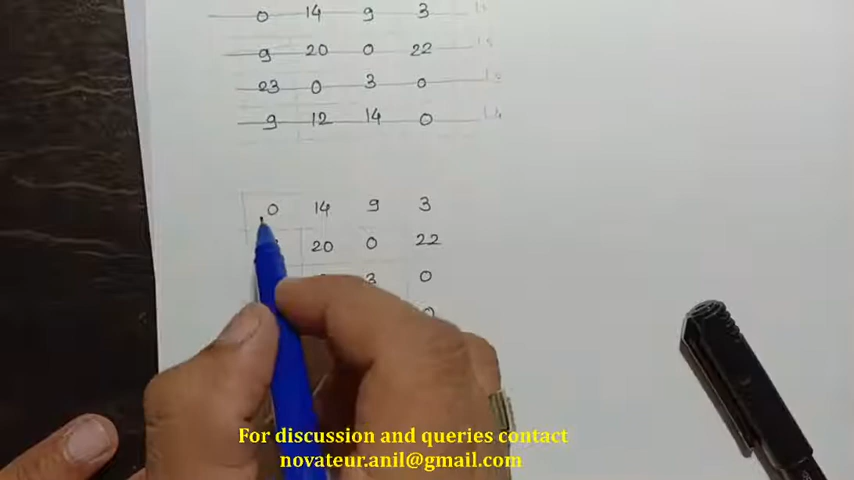 0 14 9 3
9 20 0 22
23 0 3 0
9 12 14 0
0 14 9 3
20 0 22
3 0
0
For discussion and queries contact
novateur.anil@gmail.com